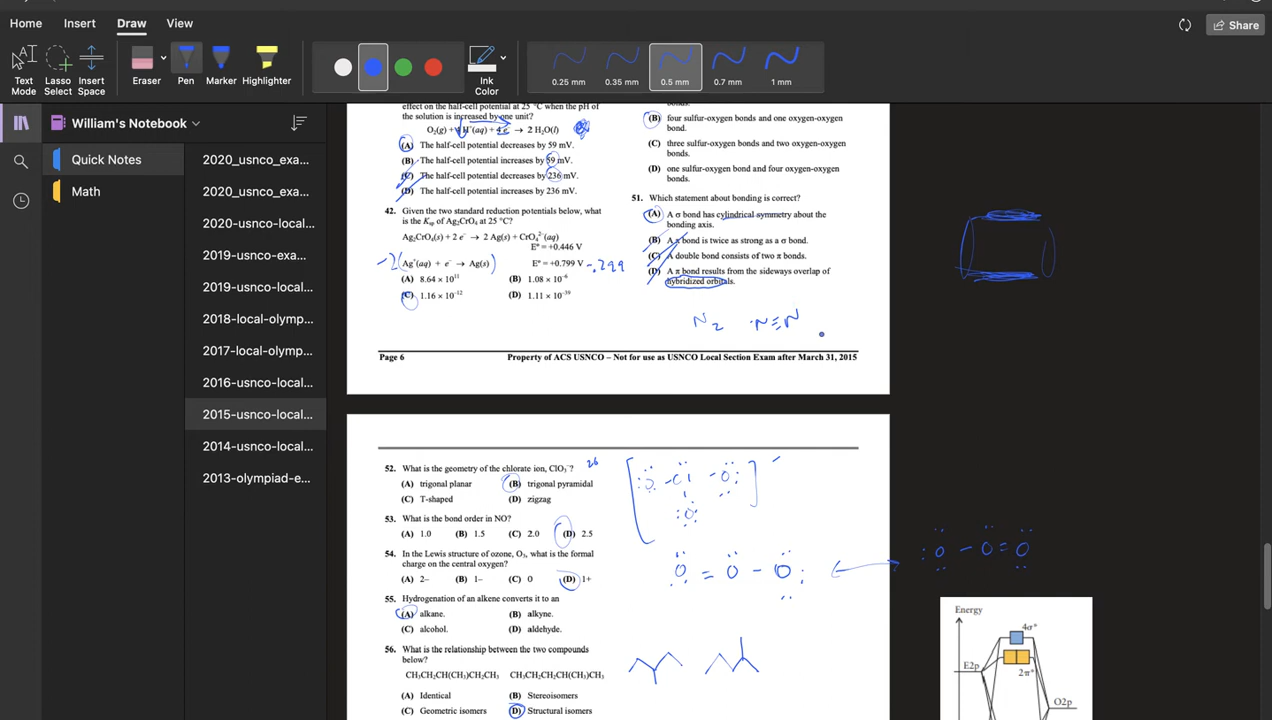 Home Insert Draw View
Share
Text Mode
Lasso Select
Insert Space
Eraser
Pen
Marker
Highlighter
Ink Color
0.25 mm
0.35 mm
0.5 mm
0.7 mm
1 mm
William's Notebook
Quick Notes
Math
2020_usnco_exa...
2020_usnco_exa...
2020-usnco-local...
2019-usnco-exa...
2019-usnco-local...
2018-local-olymp...
2017-local-olymp...
2016-usnco-local...
2015-usnco-local...
2014-usnco-local...
2013-olympiad-e...
effect on the half-cell potential at 25 °C when the pH of
the solution is increased by one unit?
O₂(g) + 4 H⁺(aq) + 4 e⁻ → 2 H₂O(l)
(A) The half-cell potential decreases by 59 mV.
(B) The half-cell potential increases by 59 mV.
(C) The half-cell potential decreases by 236 mV.
(D) The half-cell potential increases by 236 mV.
42. Given the two standard reduction potentials below, what
is the Ksp of Ag₂CrO₄ at 25 °C?
Ag₂CrO₄(s) + 2 e⁻ → 2 Ag(s) + CrO₄²⁻(aq)
E° = +0.446 V
-2 ( Ag⁺(aq) + e⁻ → Ag(s) ) E° = +0.799 V -.799
(A) 8.64 × 10¹¹ (B) 1.08 × 10⁻⁶
(C) 1.16 × 10⁻¹² (D) 1.11 × 10⁻³⁹
bonds.
(B) four sulfur-oxygen bonds and one oxygen-oxygen
bond.
(C) three sulfur-oxygen bonds and two oxygen-oxygen
bonds.
(D) one sulfur-oxygen bond and four oxygen-oxygen
bonds.
51. Which statement about bonding is correct?
(A) A σ bond has cylindrical symmetry about the
bonding axis.
(B) A π bond is twice as strong as a σ bond.
(C) A double bond consists of two π bonds.
(D) A π bond results from the sideways overlap of
hybridized orbitals.
N₂ :N≡N
Page 6 Property of ACS USNCO – Not for use as USNCO Local Section Exam after March 31, 2015
52. What is the geometry of the chlorate ion, ClO₃⁻? 26
(A) trigonal planar (B) trigonal pyramidal
(C) T-shaped (D) zigzag
[ O - Cl - O ] -
O
53. What is the bond order in NO?
(A) 1.0 (B) 1.5 (C) 2.0 (D) 2.5
54. In the Lewis structure of ozone, O₃, what is the formal
charge on the central oxygen?
(A) 2– (B) 1– (C) 0 (D) 1+
O = O - O
O - O = O
55. Hydrogenation of an alkene converts it to an
(A) alkane. (B) alkyne.
(C) alcohol. (D) aldehyde.
56. What is the relationship between the two compounds
below?
CH₃CH₂CH(CH₃)CH₂CH₃ CH₃CH₂CH₂CH(CH₃)CH₃
(A) Identical (B) Stereoisomers
(C) Geometric isomers (D) Structural isomers
Energy
4σ*
E2p
2π*
O2p